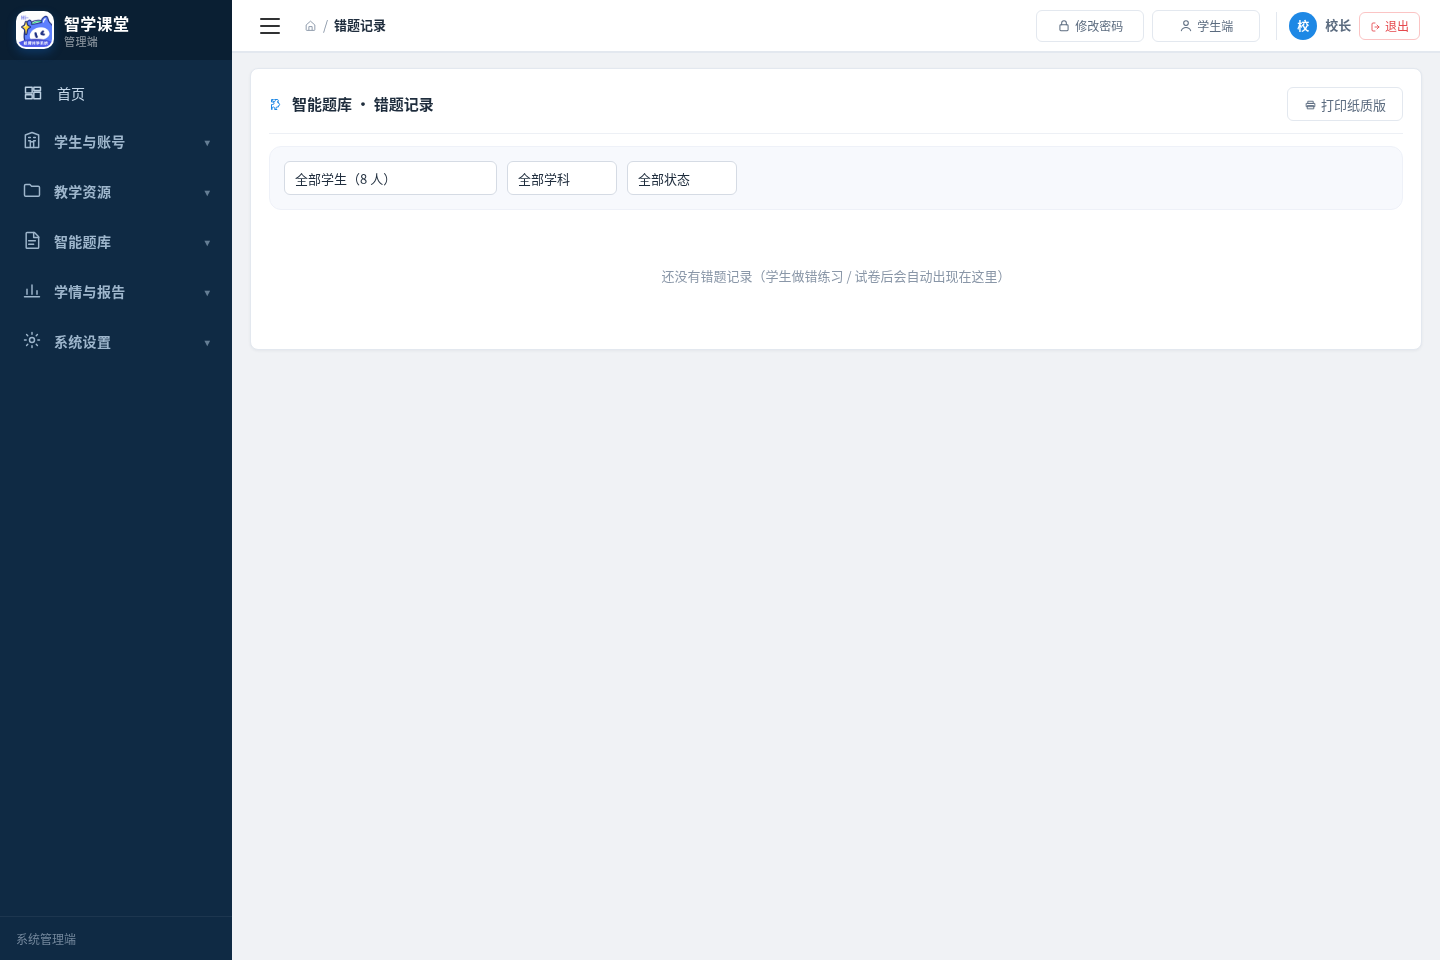 智学课堂
管理端
首页
学生与账号
教学资源
智能题库
学情与报告
系统设置
系统管理端
/ 错题记录
修改密码
学生端
校 校长
退出
智能题库 · 错题记录
打印纸质版
全部学生（8 人）
全部学科
全部状态
还没有错题记录（学生做错练习 / 试卷后会自动出现在这里）